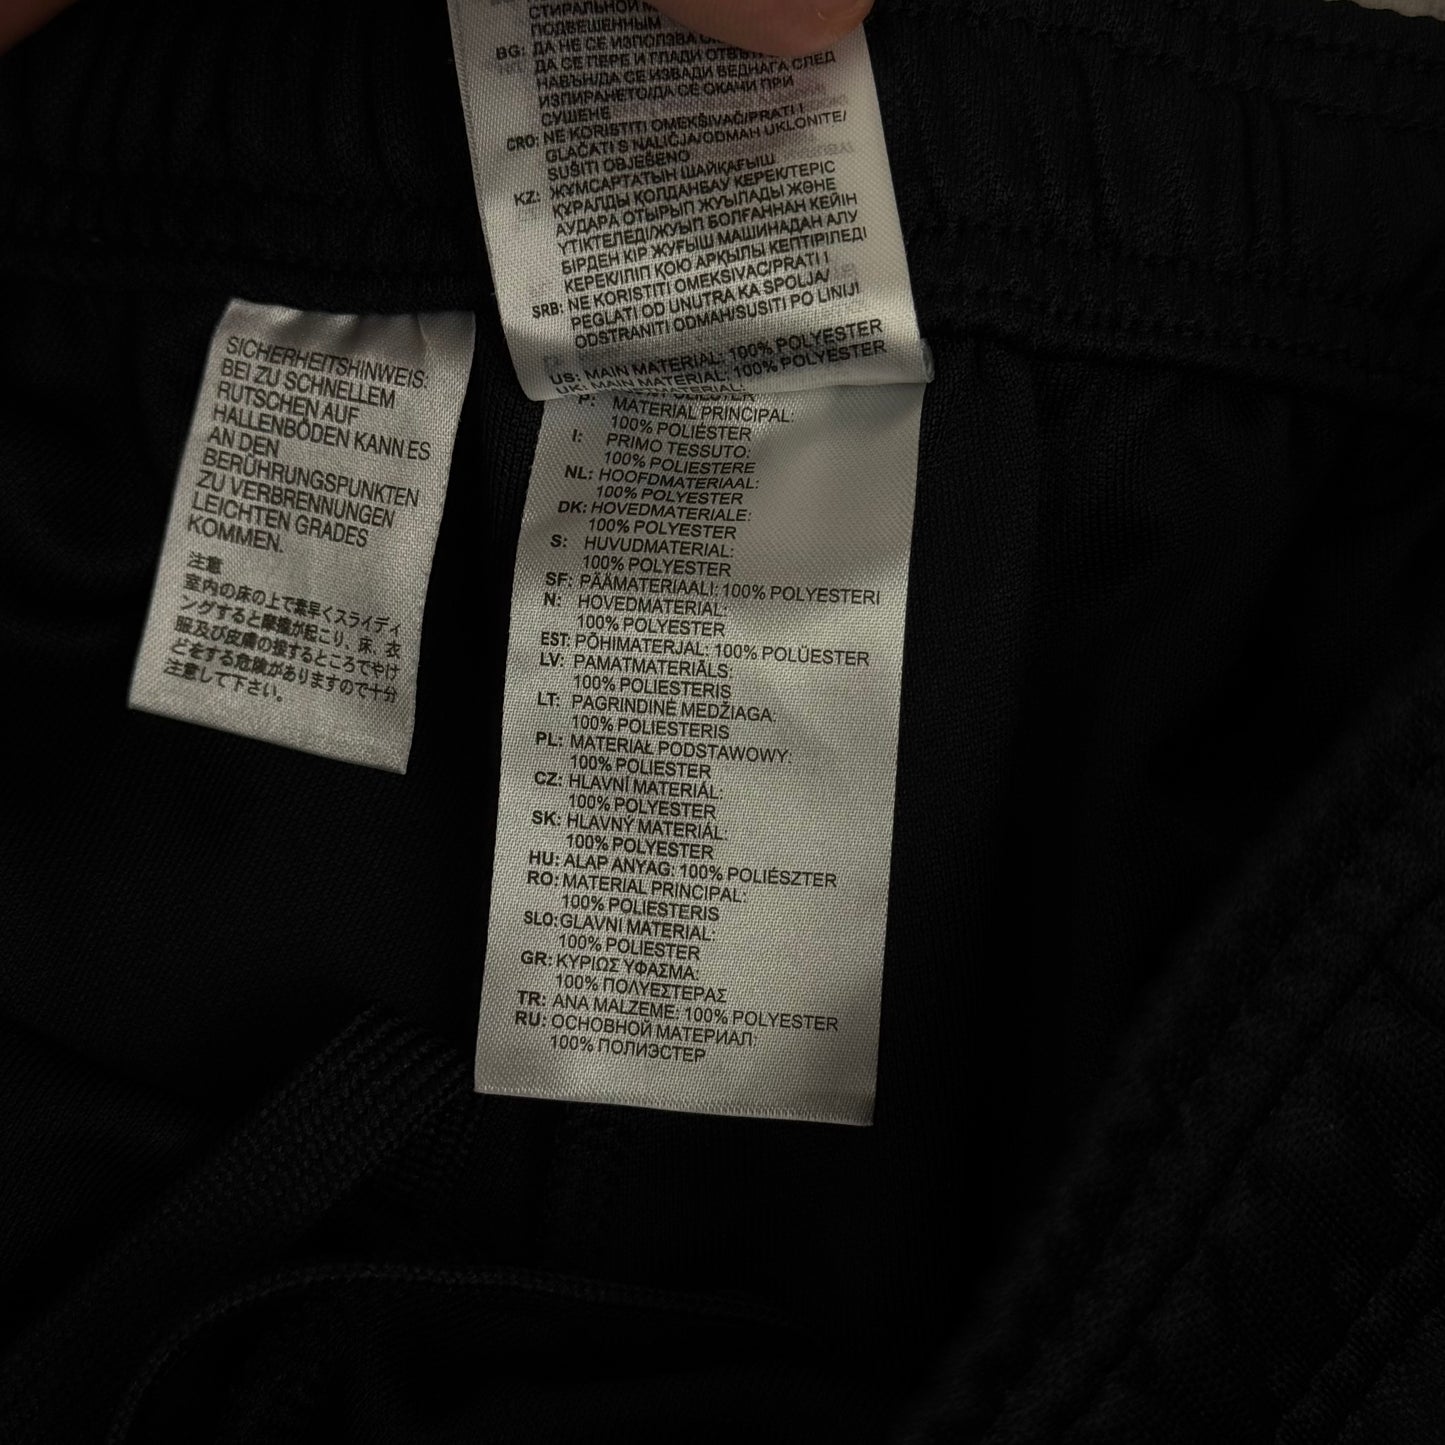 SICHERHEITSHINWEIS:
BEI ZU SCHNELLEM
RUTSCHEN AUF
HALLENBÖDEN KANN ES
AN DEN
BERÜHRUNGSPUNKTEN
ZU VERBRENNUNGEN
LEICHTEN GRADES
KOMMEN.
注意
室内の床の上で素早くスライディ
ングすると摩擦が起こり、床、衣
服及び皮膚の接するところでやけ
どをする危険がありますので十分
注意して下さい。
СТИРАЛЬНОЙ
ПОДВЕШЕННЫМ
BG: ДА НЕ СЕ ИЗПОЛЗВА
ДА СЕ ПЕРЕ И ГЛАДИ
НАВЪН/ДА СЕ ИЗВАДИ ВЕДНАГА СЛЕД
ИЗПИРАНЕТО/ДА СЕ ОКАЧИ ПРИ
СУШЕНЕ
CRO: NE KORISTITI OMEKŠIVAČ/PRATI I
GLAČATI S NALIČJA/ODMAH UKLONITE/
SUŠITI OBJEŠENO
KZ: ЖҰМСАРТАТЫН ШАЙҚАҒЫШ
ҚҰРАЛДЫ ҚОЛДАНБАУ КЕРЕК/ТЕРІС
АУДАРА ОТЫРЫП ЖУЫЛАДЫ ЖӘНЕ
ҮТІКТЕЛЕДІ/ЖУЫП БОЛҒАННАН КЕЙІН
БІРДЕН КІР ЖУҒЫШ МАШИНАДАН АЛУ
КЕРЕК/ІЛІП ҚОЮ АРҚЫЛЫ КЕПТІРІЛЕДІ
SRB: NE KORISTITI OMEKSIVAC/PRATI I
PEGLATI OD UNUTRA KA SPOLJA/
ODSTRANITI ODMAH/SUSITI PO LINIJI
US: MAIN MATERIAL: 100% POLYESTER
UK: MAIN MATERIAL: 100% POLYESTER
P: MATERIAL PRINCIPAL:
100% POLIÉSTER
I: PRIMO TESSUTO:
100% POLIESTERE
NL: HOOFDMATERIAAL:
100% POLYESTER
DK: HOVEDMATERIALE:
100% POLYESTER
S: HUVUDMATERIAL:
100% POLYESTER
SF: PÄÄMATERIAALI: 100% POLYESTERI
N: HOVEDMATERIAL:
100% POLYESTER
EST: PÕHIMATERJAL: 100% POLÜESTER
LV: PAMATMATERIĀLS:
100% POLIESTERIS
LT: PAGRINDINĖ MEDŽIAGA:
100% POLIESTERIS
PL: MATERIAŁ PODSTAWOWY:
100% POLIESTER
CZ: HLAVNÍ MATERIÁL:
100% POLYESTER
SK: HLAVNÝ MATERIÁL:
100% POLYESTER
HU: ALAP ANYAG: 100% POLIÉSZTER
RO: MATERIAL PRINCIPAL:
100% POLIESTERIS
SLO: GLAVNI MATERIAL:
100% POLIESTER
GR: ΚΥΡΙΩΣ ΥΦΑΣΜΑ:
100% ΠΟΛΥΕΣΤΕΡΑΣ
TR: ANA MALZEME: 100% POLYESTER
RU: ОСНОВНОЙ МАТЕРИАЛ:
100% ПОЛИЭСТЕР